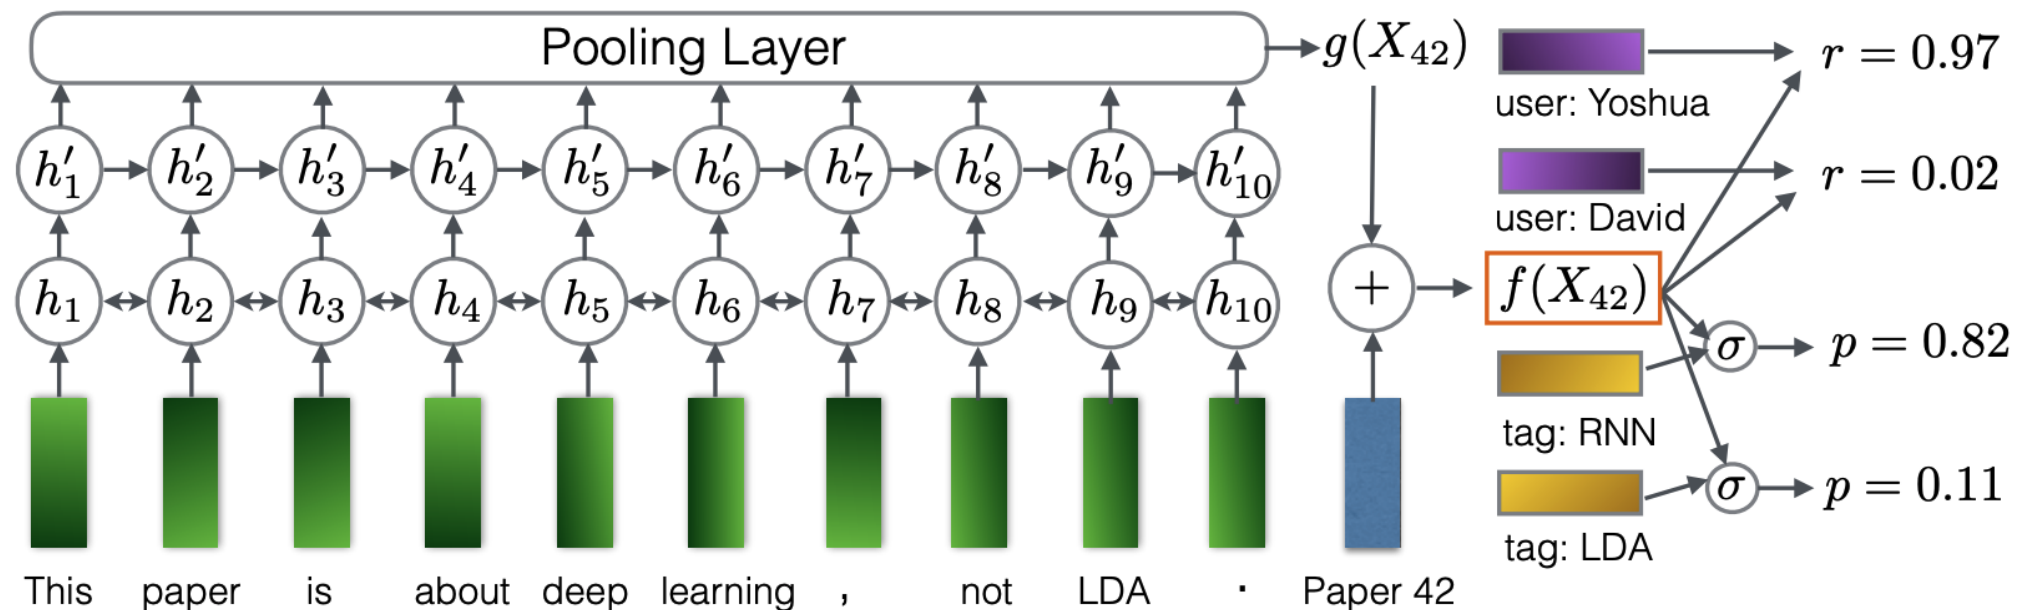 Pooling Layer
g(X₄₂)
user: Yoshua
r = 0.97
user: David
r = 0.02
h′₁ h′₂ h′₃ h′₄ h′₅ h′₆ h′₇ h′₈ h′₉ h′₁₀
h₁ h₂ h₃ h₄ h₅ h₆ h₇ h₈ h₉ h₁₀
+
f(X₄₂)
σ
p = 0.82
tag: RNN
σ
p = 0.11
tag: LDA
This paper is about deep learning , not LDA . Paper 42